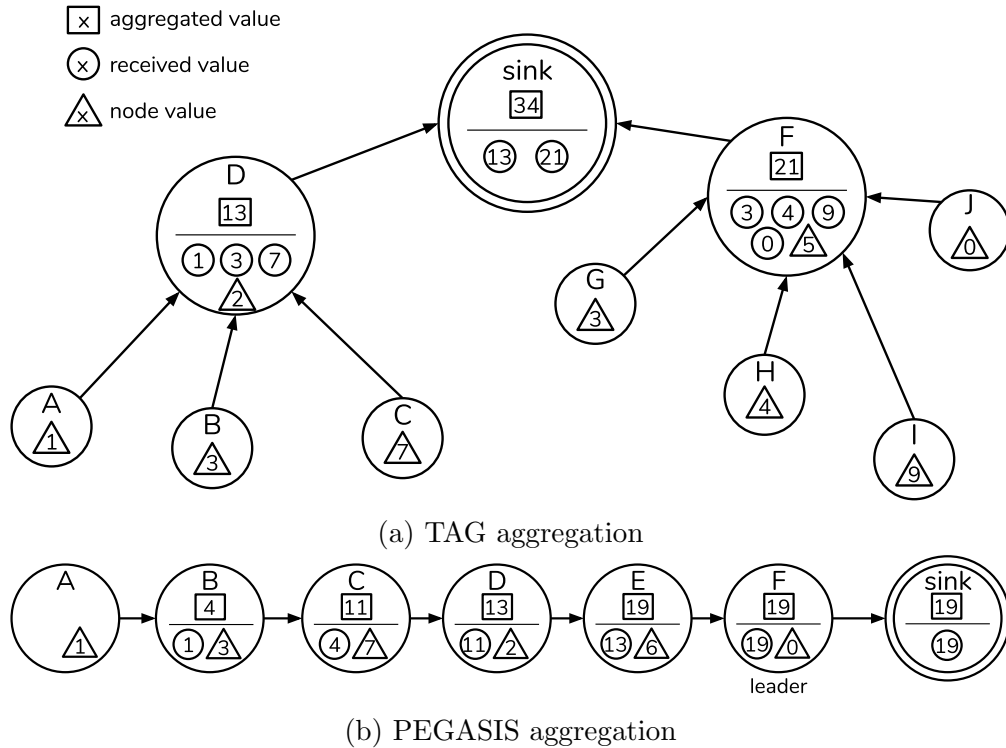 x aggregated value
x received value
x node value
sink
34
13 21
D
13
1 3 7
2
F
21
3 4 9
0 5
J
0
G
3
H
4
I
9
A
1
B
3
C
7
(a) TAG aggregation
A
1
B
4
1 3
C
11
4 7
D
13
11 2
E
19
13 6
F
19
19 0
leader
sink
19
19
(b) PEGASIS aggregation